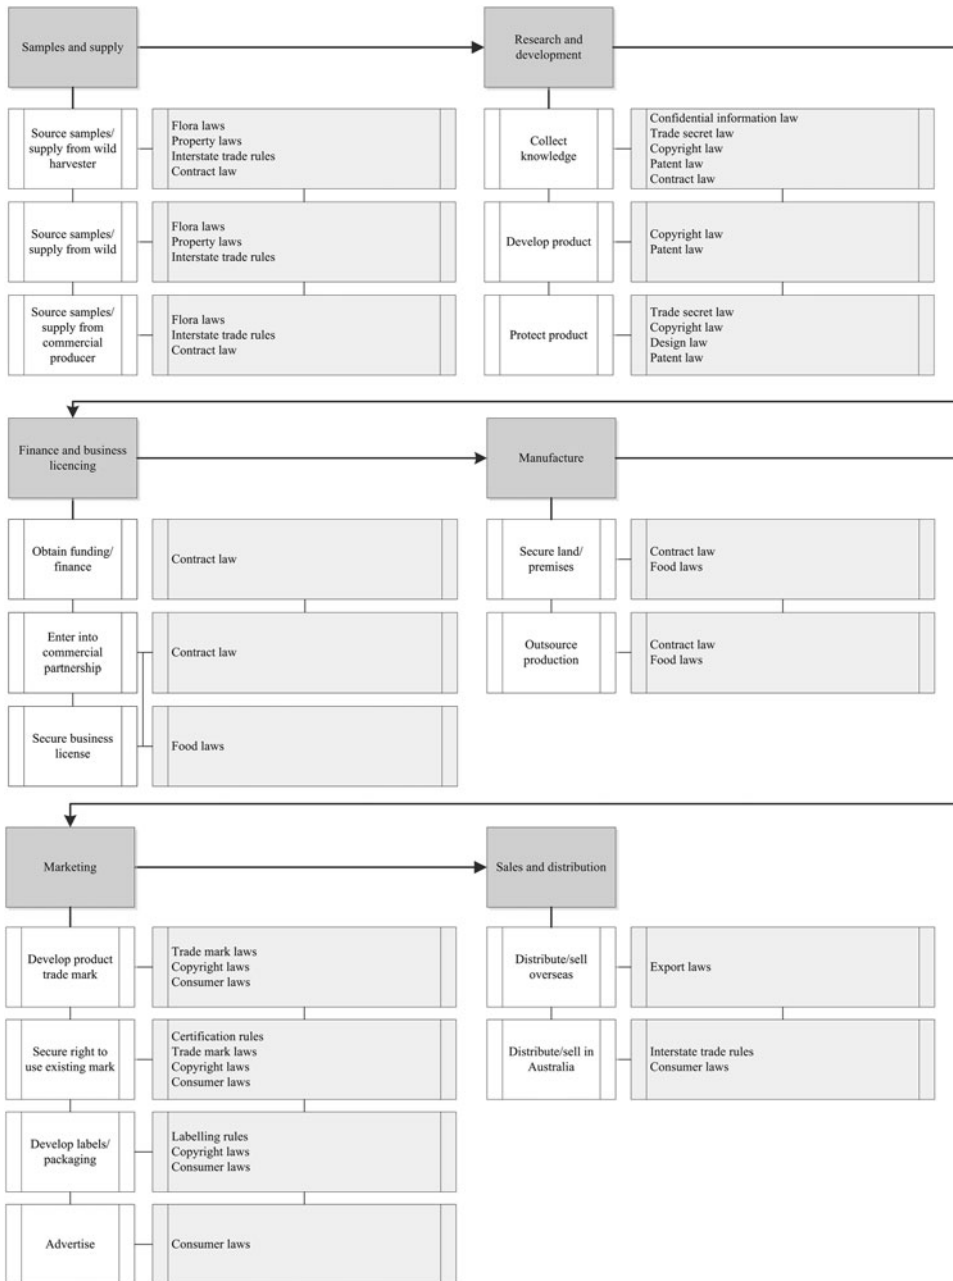 Samples and supply
Research and
development
Source samples/
supply from wild
harvester
Flora laws
Property laws
Interstate trade rules
Contract law
Collect
knowledge
Confidential information law
Trade secret law
Copyright law
Patent law
Contract law
Source samples/
supply from wild
Flora laws
Property laws
Interstate trade rules
Develop product
Copyright law
Patent law
Source samples/
supply from
commercial
producer
Flora laws
Interstate trade rules
Contract law
Protect product
Trade secret law
Copyright law
Design law
Patent law
Finance and business
licencing
Manufacture
Obtain funding/
finance
Contract law
Secure land/
premises
Contract law
Food laws
Enter into
commercial
partnership
Contract law
Outsource
production
Contract law
Food laws
Secure business
license
Food laws
Marketing
Sales and distribution
Develop product
trade mark
Trade mark laws
Copyright laws
Consumer laws
Distribute/sell
overseas
Export laws
Secure right to
use existing mark
Certification rules
Trade mark laws
Copyright laws
Consumer laws
Distribute/sell in
Australia
Interstate trade rules
Consumer laws
Develop labels/
packaging
Labelling rules
Copyright laws
Consumer laws
Advertise
Consumer laws